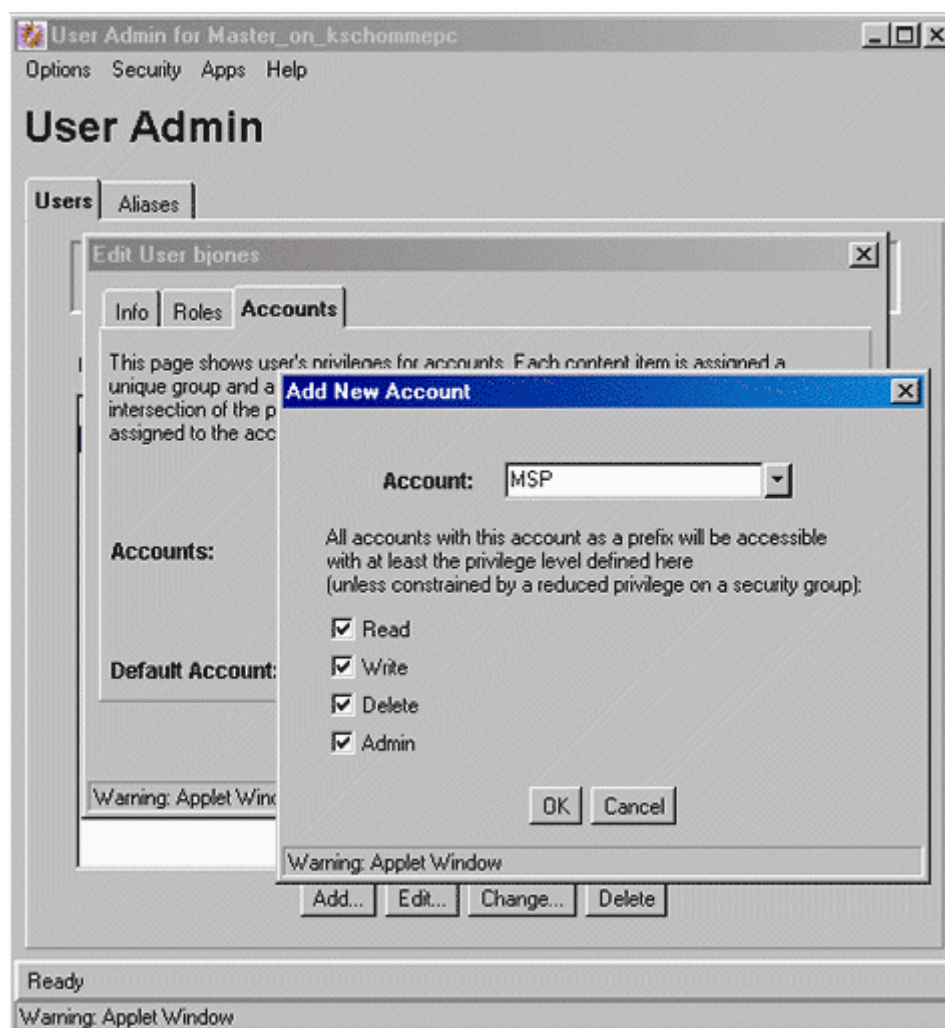 User Admin for Master_on_kschommepc
Options Security Apps Help
User Admin
Users Aliases
Edit User bjones
Info Roles Accounts
This page shows user's privileges for accounts. Each content item is assigned a
unique group and a
intersection of the p
assigned to the acc
Add New Account
Account: MSP
Accounts:
All accounts with this account as a prefix will be accessible
with at least the privilege level defined here
(unless constrained by a reduced privilege on a security group):
Read
Write
Default Account:
Delete
Admin
OK Cancel
Warning: Applet Wind
Warning: Applet Window
Add... Edit... Change... Delete
Ready
Warning: Applet Window